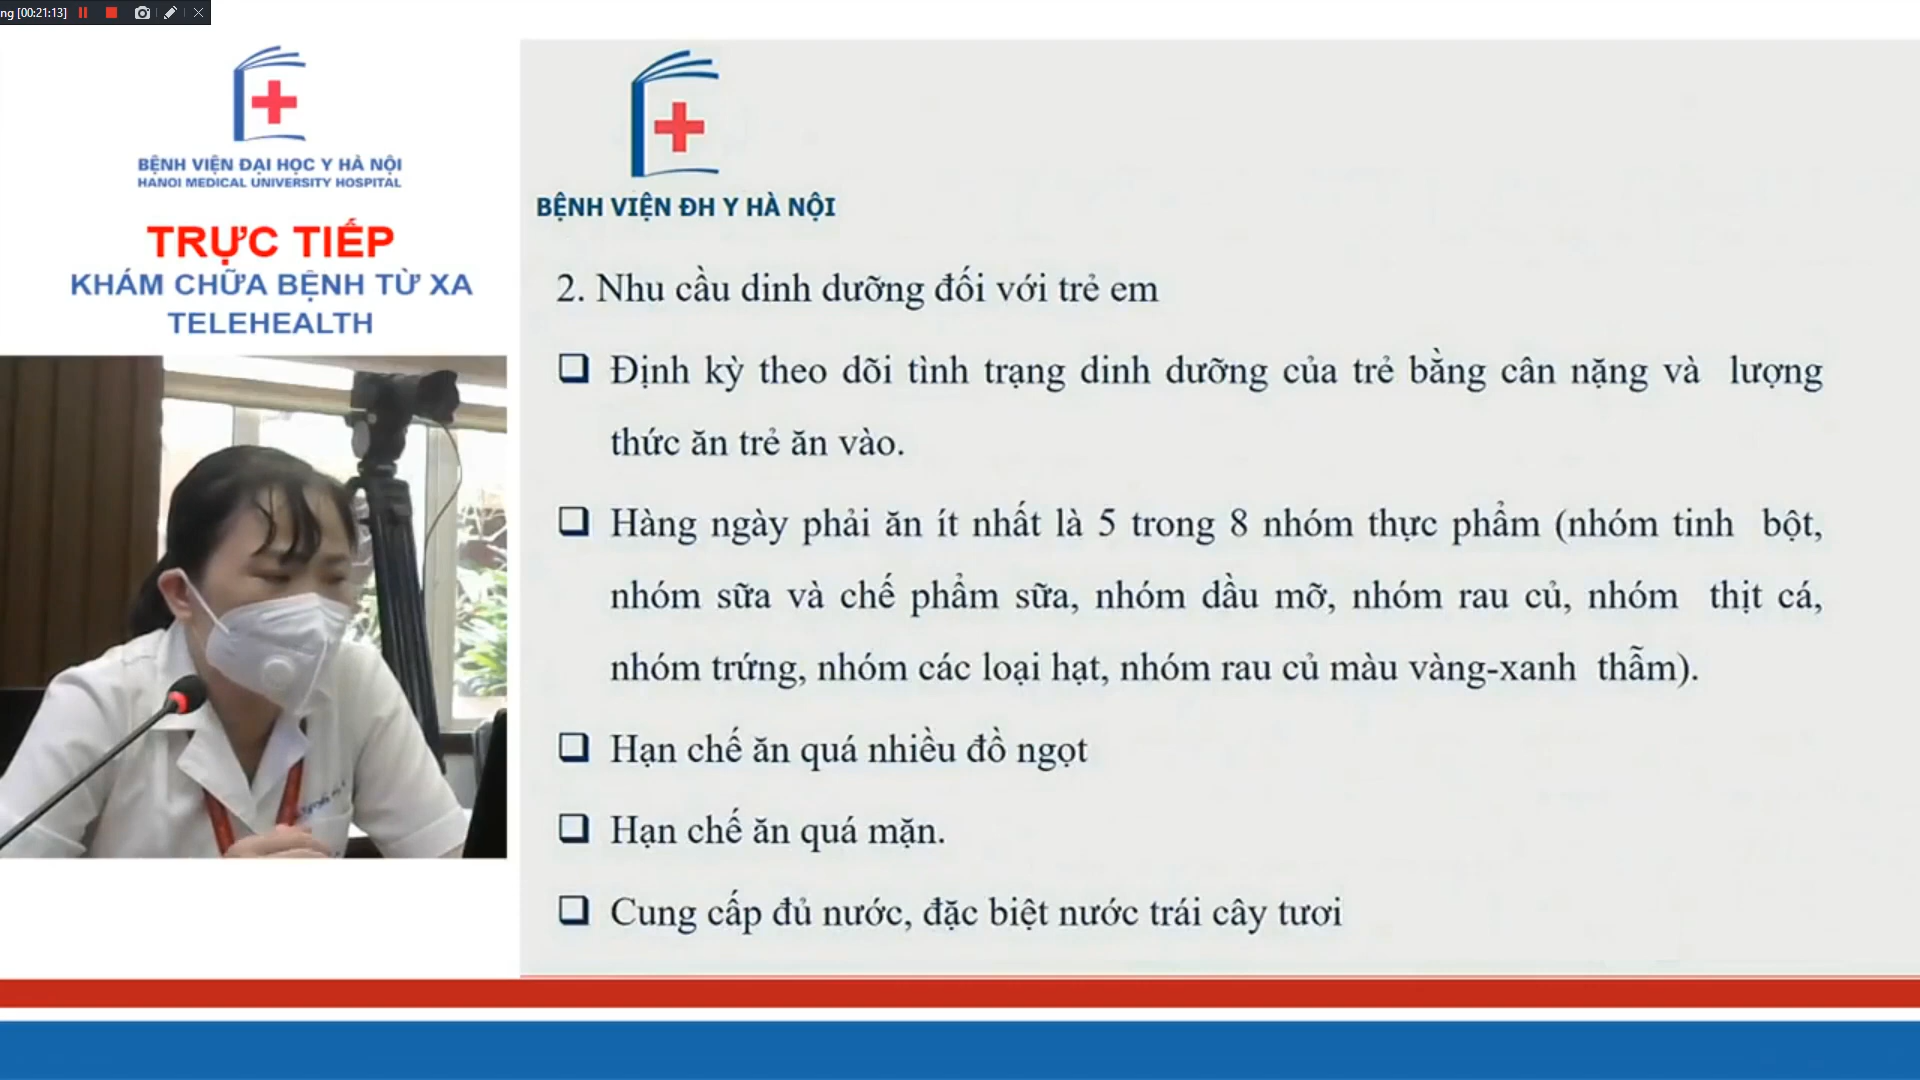 ng [00:21:13]
BỆNH VIỆN ĐẠI HỌC Y HÀ NỘI
HANOI MEDICAL UNIVERSITY HOSPITAL
TRỰC TIẾP
KHÁM CHỮA BỆNH TỪ XA
TELEHEALTH
BỆNH VIỆN ĐH Y HÀ NỘI
2. Nhu cầu dinh dưỡng đối với trẻ em
Định kỳ theo dõi tình trạng dinh dưỡng của trẻ bằng cân nặng và lượng
thức ăn trẻ ăn vào.
Hàng ngày phải ăn ít nhất là 5 trong 8 nhóm thực phẩm (nhóm tinh bột,
nhóm sữa và chế phẩm sữa, nhóm dầu mỡ, nhóm rau củ, nhóm thịt cá,
nhóm trứng, nhóm các loại hạt, nhóm rau củ màu vàng-xanh thẫm).
Hạn chế ăn quá nhiều đồ ngọt
Hạn chế ăn quá mặn.
Cung cấp đủ nước, đặc biệt nước trái cây tươi